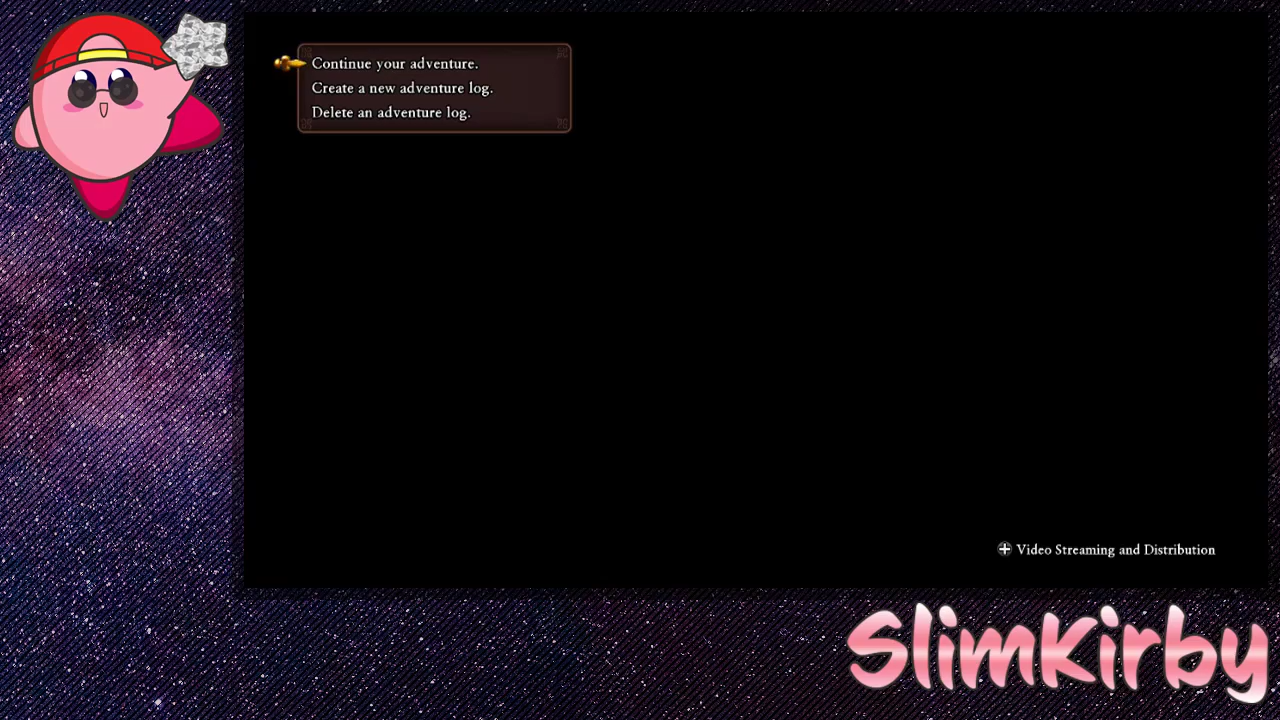 Continue your adventure.
Create a new adventure log.
Delete an adventure log.
Video Streaming and Distribution
SlimKirby